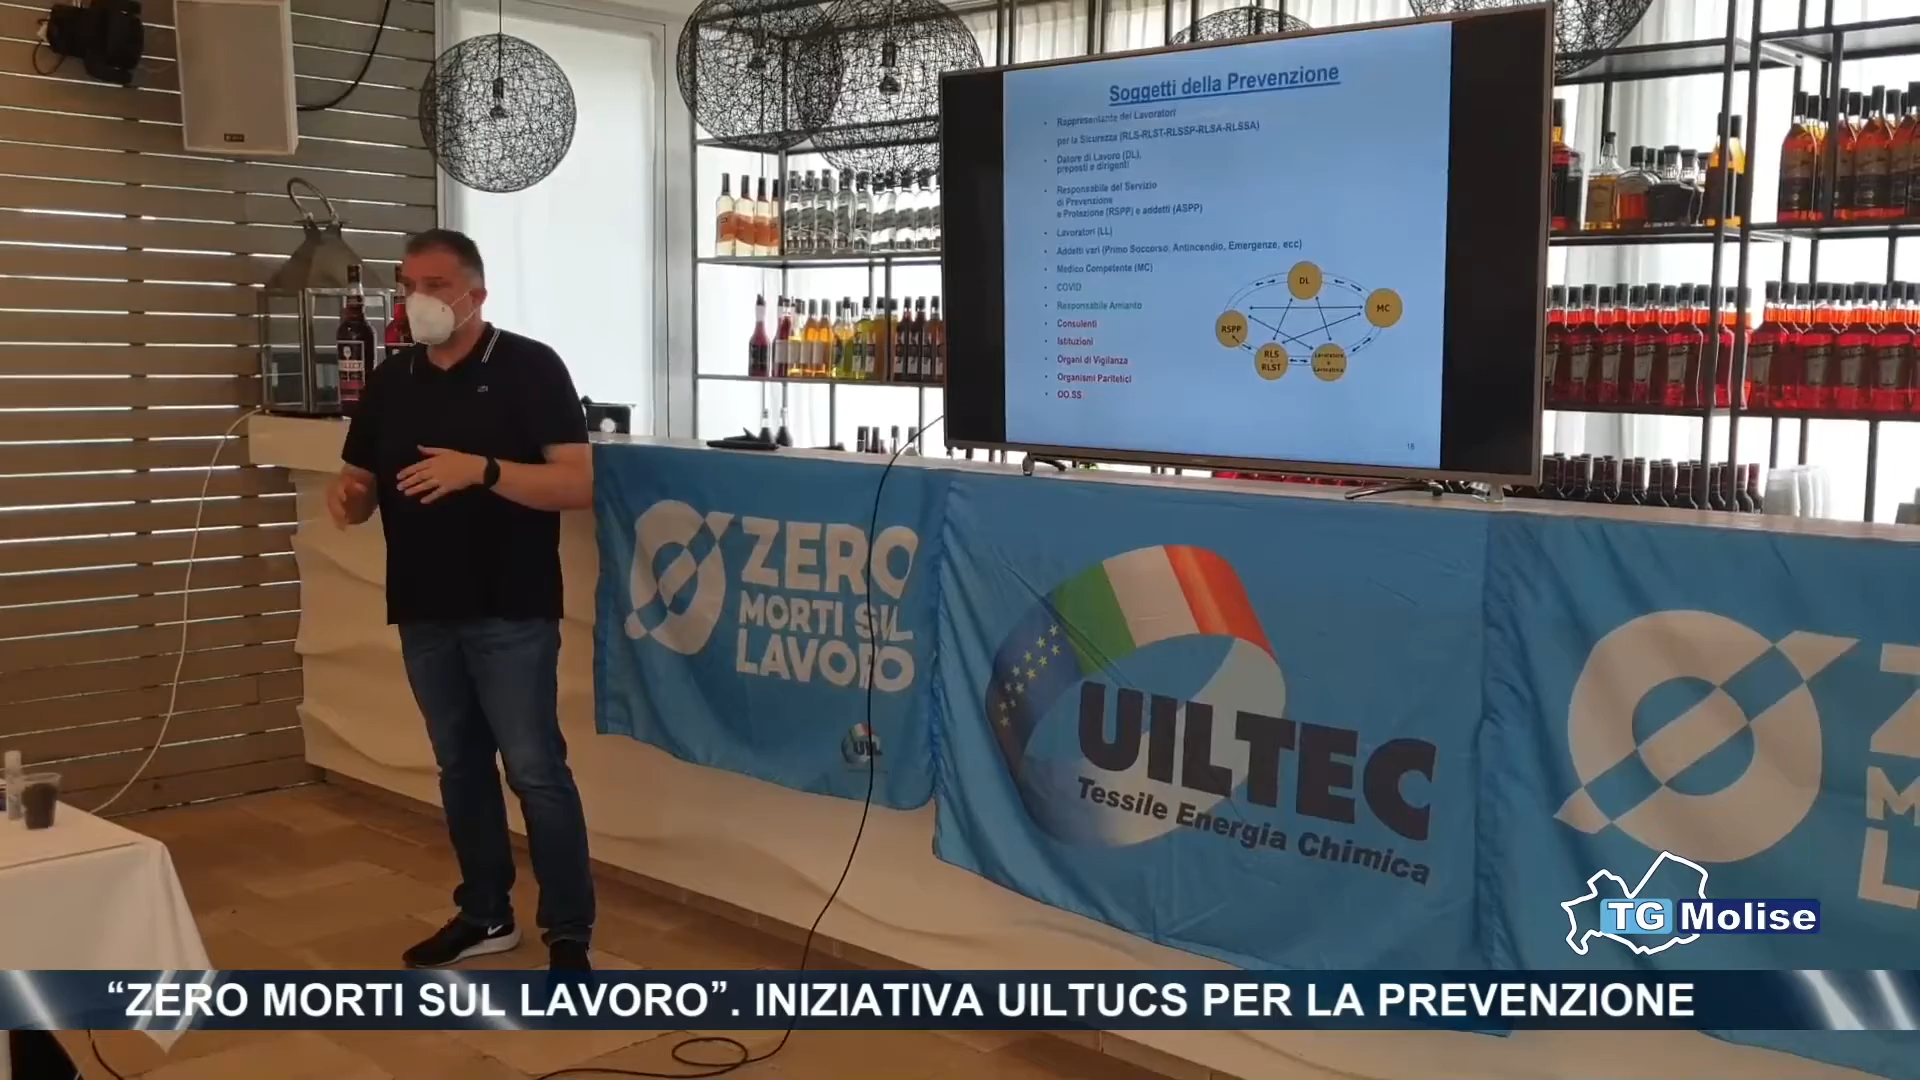 Soggetti della Prevenzione
Rappresentante dei Lavoratori
per la Sicurezza (RLS-RLST-RLSSP-RLSA-RLSSA)
Datore di Lavoro (DL),
preposti e dirigenti
Responsabile del Servizio
di Prevenzione
e Protezione (RSPP) e addetti (ASPP)
Lavoratori (LL)
Addetti vari (Primo Soccorso, Antincendio, Emergenze, ecc)
Medico Competente (MC)
COVID
Responsabile Amianto
Consulenti
Istituzioni
Organi di Vigilanza
Organismi Paritetici
OO.SS
DL
MC
RSPP
RLS
RLST
16
ZERO
MORTI SUL
LAVORO
UIL
UILTEC
Tessile Energia Chimica
TG Molise
“ZERO MORTI SUL LAVORO”. INIZIATIVA UILTUCS PER LA PREVENZIONE